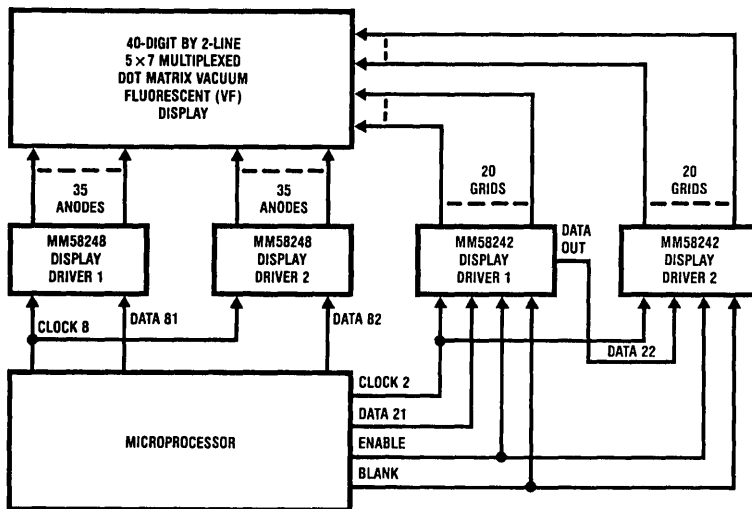 40-DIGIT BY 2-LINE
5 × 7 MULTIPLEXED
DOT MATRIX VACUUM
FLUORESCENT (VF)
DISPLAY
35
ANODES
35
ANODES
20
GRIDS
20
GRIDS
MM58248
DISPLAY
DRIVER 1
MM58248
DISPLAY
DRIVER 2
MM58242
DISPLAY
DRIVER 1
DATA
OUT
MM58242
DISPLAY
DRIVER 2
CLOCK 8
DATA 81
DATA 82
DATA 22
MICROPROCESSOR
CLOCK 2
DATA 21
ENABLE
BLANK